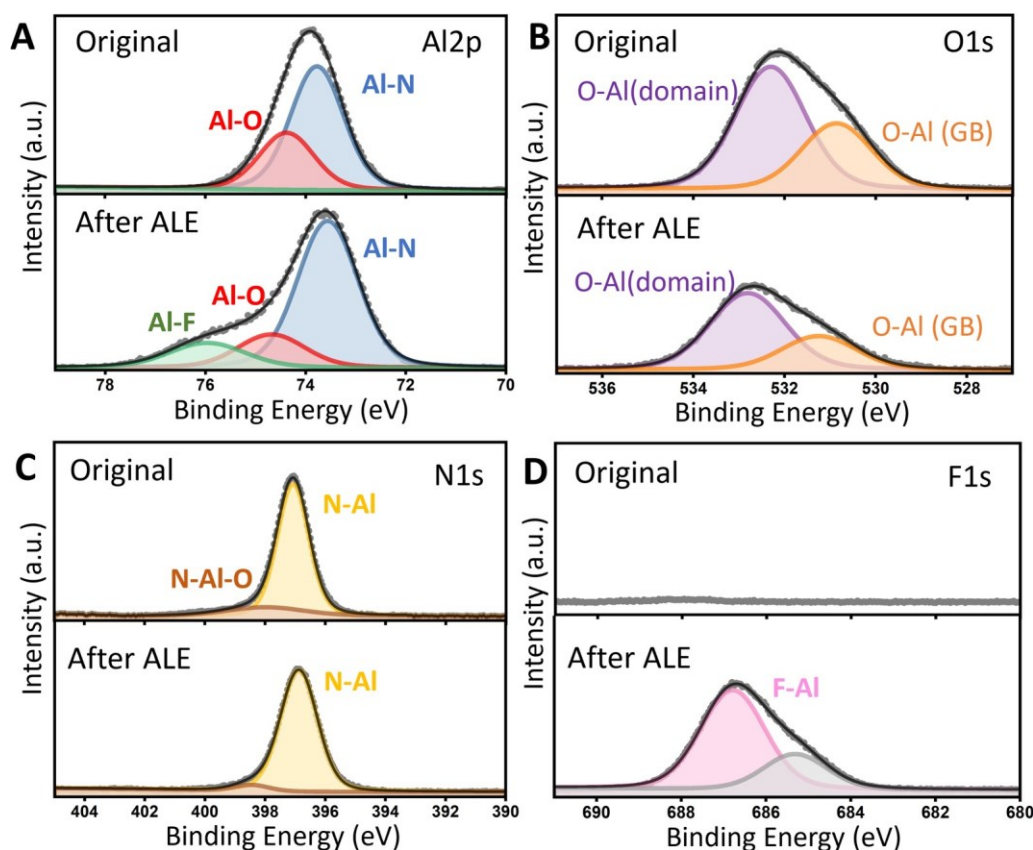 A
Original
Al2p
Al-N
Al-O
After ALE
Al-N
Al-O
Al-F
Intensity (a.u.)
78 76 74 72 70
Binding Energy (eV)
B
Original
O1s
O-Al(domain)
O-Al (GB)
After ALE
O-Al(domain)
O-Al (GB)
Intensity (a.u.)
536 534 532 530 528
Binding Energy (eV)
C
Original
N1s
N-Al
N-Al-O
After ALE
N-Al
Intensity (a.u.)
404 402 400 398 396 394 392 390
Binding Energy (eV)
D
Original
F1s
After ALE
F-Al
Intensity (a.u.)
690 688 686 684 682 680
Binding Energy (eV)